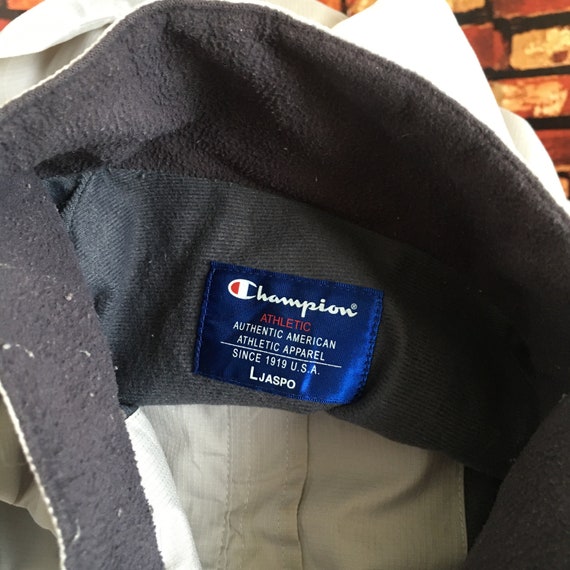 Champion®
ATHLETIC
AUTHENTIC AMERICAN
ATHLETIC APPAREL
SINCE 1919 U.S.A.
L JASPO